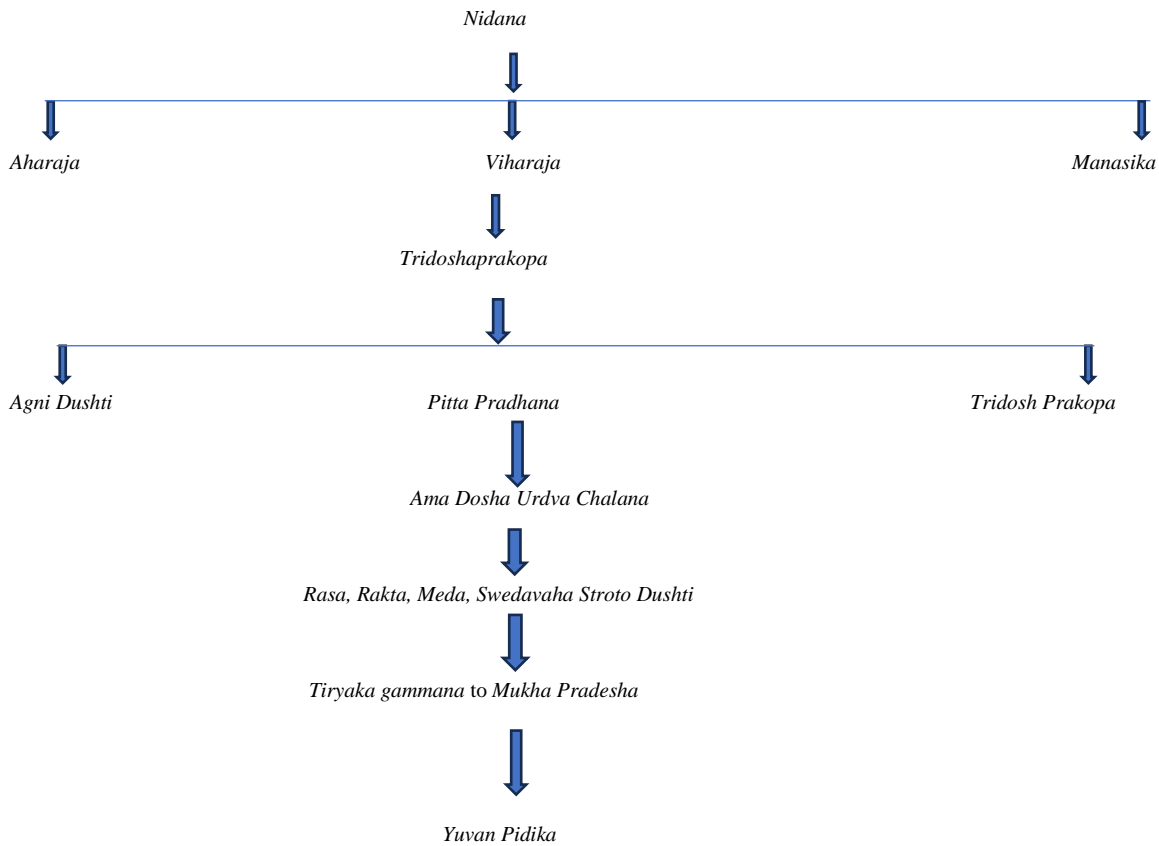 Nidana
Aharaja Viharaja Manasika
Tridoshaprakopa
Agni Dushti Pitta Pradhana Tridosh Prakopa
Ama Dosha Urdva Chalana
Rasa, Rakta, Meda, Swedavaha Stroto Dushti
Tiryaka gammana to Mukha Pradesha
Yuvan Pidika